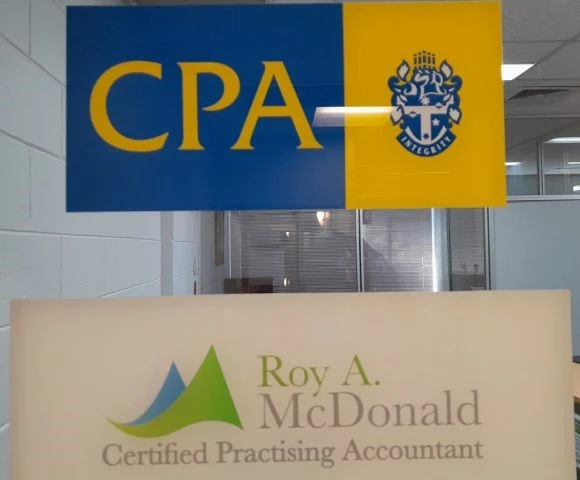 CPA
INTEGRITY
Roy A.
McDonald
Certified Practising Accountant